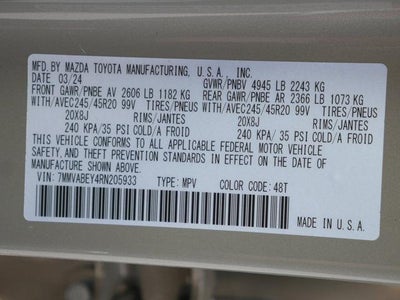 MFD. BY MAZDA TOYOTA MANUFACTURING, U.S.A. INC.
DATE 03/24 GVWR/PNBV 4945 LB 2243 KG
FRONT GAWR/PNBE AV 2606 LB 1182 KG REAR GAWR/PNBE AR 2366 LB 1073 KG
WITH/AVEC245/45R20 99V TIRES/PNEUS WITH/AVEC245/45R20 99V TIRES/PNEUS
20X8J RIMS/JANTES 20X8J RIMS/JANTES
240 KPA/ 35 PSI COLD/A FROID 240 KPA/ 35 PSI COLD/A FROID
THIS VEHICLE CONFORMS TO ALL APPLICABLE FEDERAL MOTOR VEHICLE
SAFETY AND THEFT PREVENTION STANDARDS IN EFFECT ON THE DATE OF
MANUFACTURE SHOWN ABOVE.
VIN: 7MMVABEY4RN205933 TYPE: MPV COLOR CODE: 48T
MADE IN U.S.A.